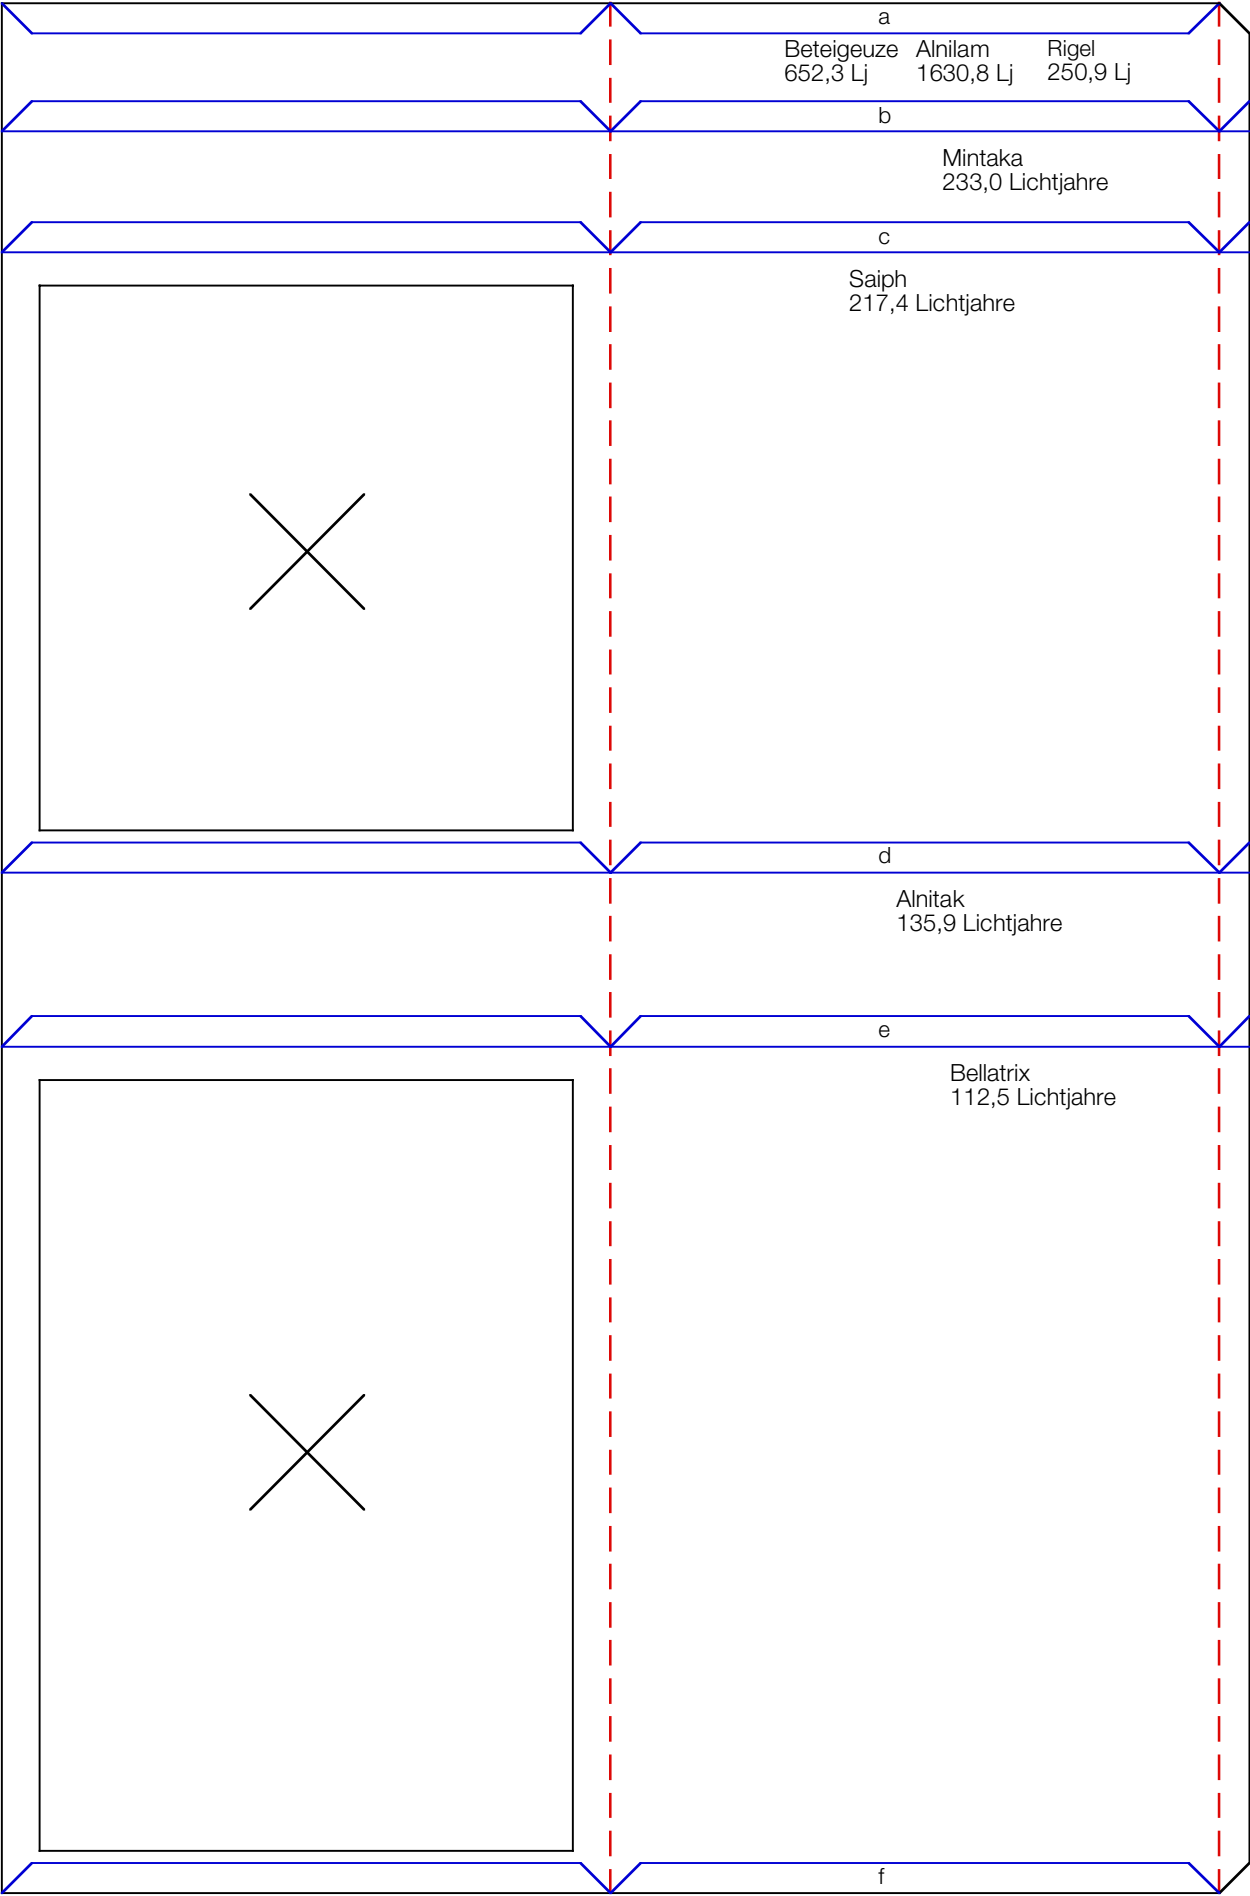 a
Beteigeuze Alnilam Rigel
652,3 Lj 1630,8 Lj 250,9 Lj
b
Mintaka
233,0 Lichtjahre
c
Saiph
217,4 Lichtjahre
d
Alnitak
135,9 Lichtjahre
e
Bellatrix
112,5 Lichtjahre
f